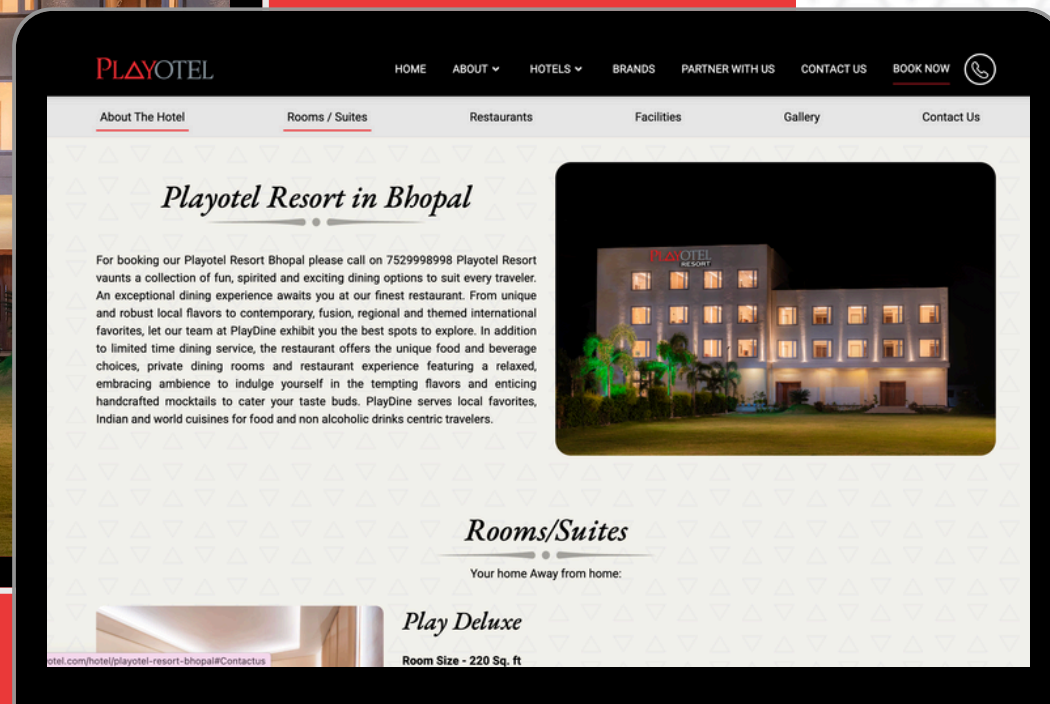 PLAYOTEL
HOME ABOUT HOTELS BRANDS PARTNER WITH US CONTACT US BOOK NOW
About The Hotel Rooms / Suites Restaurants Facilities Gallery Contact Us
Playotel Resort in Bhopal
For booking our Playotel Resort Bhopal please call on 7529998998 Playotel Resort
vaunts a collection of fun, spirited and exciting dining options to suit every traveler.
An exceptional dining experience awaits you at our finest restaurant. From unique
and robust local flavors to contemporary, fusion, regional and themed international
favorites, let our team at PlayDine exhibit you the best spots to explore. In addition
to limited time dining service, the restaurant offers the unique food and beverage
choices, private dining rooms and restaurant experience featuring a relaxed,
embracing ambience to indulge yourself in the tempting flavors and enticing
handcrafted mocktails to cater your taste buds. PlayDine serves local favorites,
Indian and world cuisines for food and non alcoholic drinks centric travelers.
PLAYOTEL
RESORT
Rooms/Suites
Your home Away from home:
Play Deluxe
Room Size - 220 Sq. ft
otel.com/hotel/playotel-resort-bhopal#Contactus